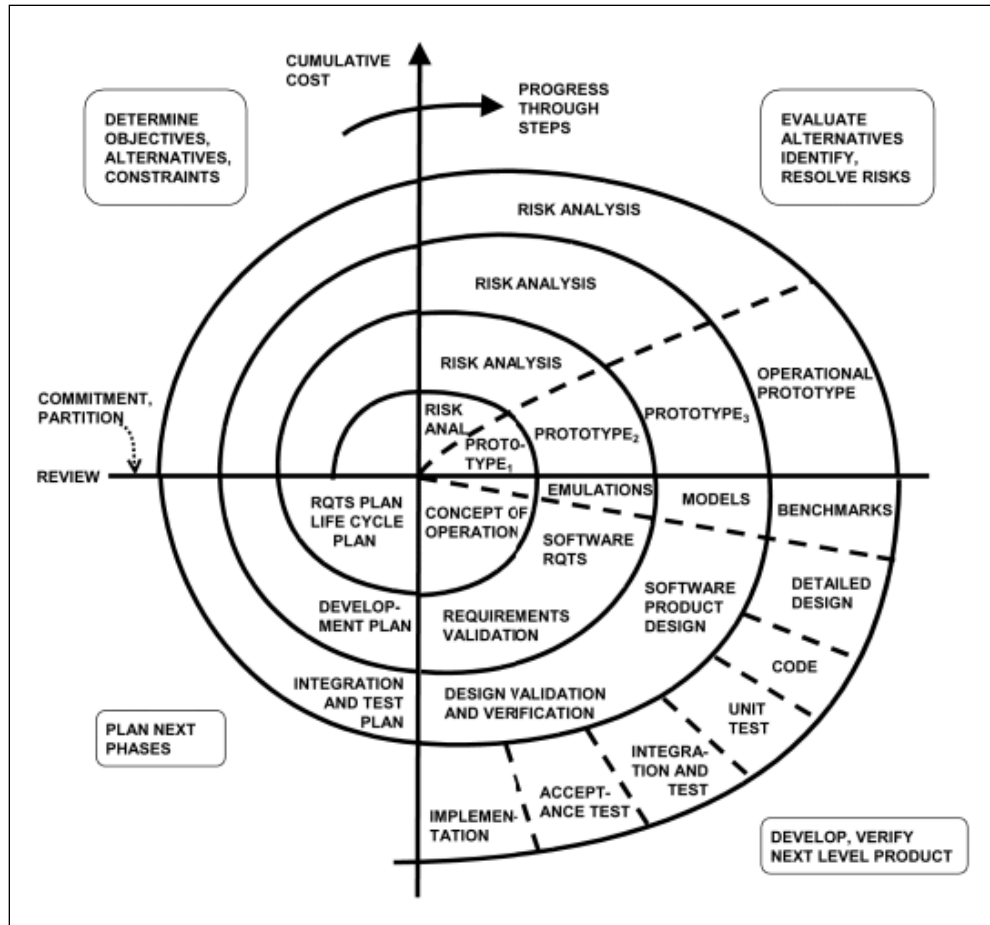 CUMULATIVE
COST
PROGRESS
THROUGH
STEPS
DETERMINE
OBJECTIVES,
ALTERNATIVES,
CONSTRAINTS
EVALUATE
ALTERNATIVES
IDENTIFY,
RESOLVE RISKS
RISK ANALYSIS
RISK ANALYSIS
RISK ANALYSIS
RISK
ANAL.
COMMITMENT,
PARTITION
REVIEW
PROTO-
TYPE₁
PROTOTYPE₂
PROTOTYPE₃
OPERATIONAL
PROTOTYPE
EMULATIONS
MODELS
BENCHMARKS
RQTS PLAN
LIFE CYCLE
PLAN
CONCEPT OF
OPERATION
SOFTWARE
RQTS
SOFTWARE
PRODUCT
DESIGN
DETAILED
DESIGN
DEVELOP-
MENT PLAN
REQUIREMENTS
VALIDATION
CODE
UNIT
TEST
INTEGRATION
AND TEST
PLAN
DESIGN VALIDATION
AND VERIFICATION
INTEGRA-
TION AND
TEST
ACCEPT-
ANCE TEST
IMPLEMEN-
TATION
PLAN NEXT
PHASES
DEVELOP, VERIFY
NEXT LEVEL PRODUCT